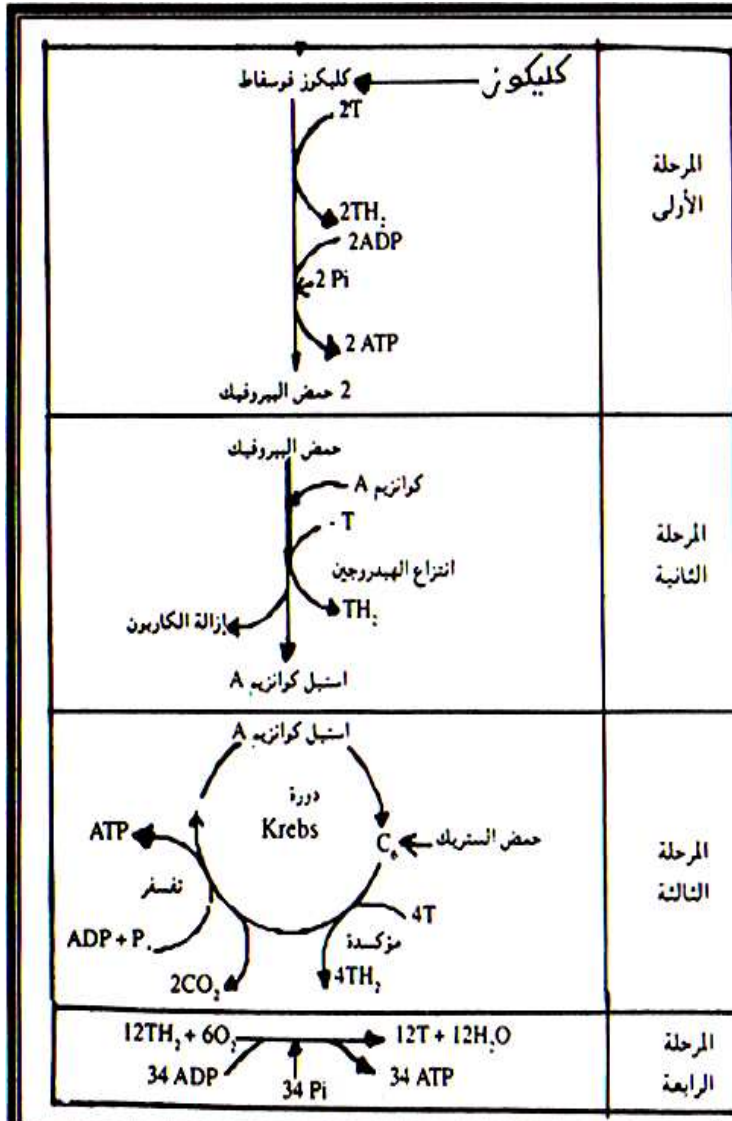 كليكوز
كليكوز فوسفاط
2T
2TH₂
2ADP
2 Pi
2 ATP
2 حمض البيروفيك
المرحلة
الأولى
حمض البيروفيك
كوانزيم A
- T
انتزاع الهيدروجين
TH₂
إزالة الكاربون
استيل كوانزيم A
المرحلة
الثانية
استيل كوانزيم A
دورة
Krebs
C₆
حمض الستريك
4T
مؤكسدة
4TH₂
2CO₂
ADP + P.
تفسفر
ATP
المرحلة
الثالثة
12TH₂ + 6O₂
12T + 12H₂O
34 ADP
34 Pi
34 ATP
المرحلة
الرابعة